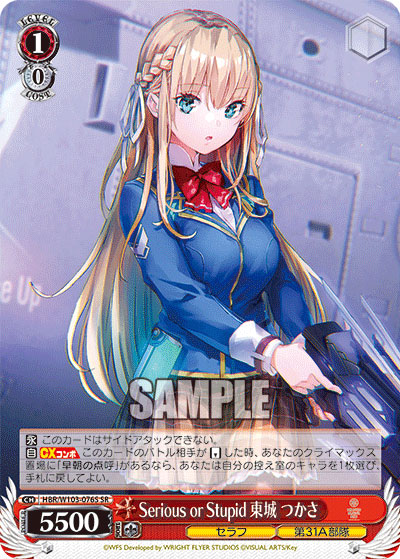 LEVEL
1
0
COST
e Up
SAMPLE
永 このカードはサイドアタックできない。
自 CXコンボ このカードのバトル相手が した時、あなたのクライマックス
置場に「早朝の点呼」があるなら、あなたは自分の控え室のキャラを1枚選び、
手札に戻してよい。
CH HBR/W103-076S SR
5500
Serious or Stupid 東城 つかさ
セラフ
第31A部隊
©WFS Developed by WRIGHT FLYER STUDIOS ©VISUAL ARTS/Key